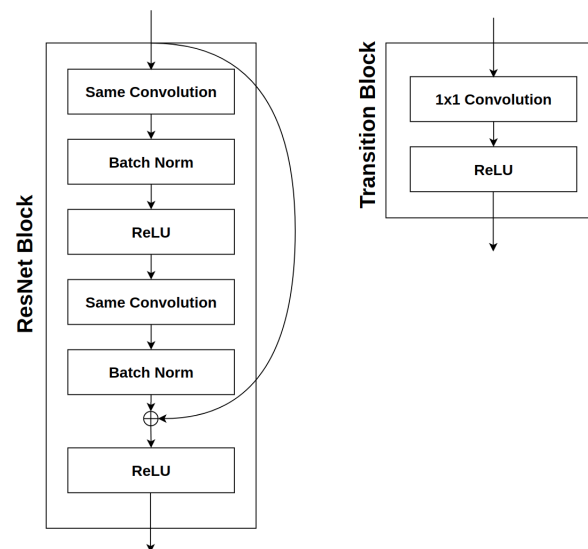 ResNet Block
Same Convolution
Batch Norm
ReLU
Same Convolution
Batch Norm
ReLU
Transition Block
1x1 Convolution
ReLU